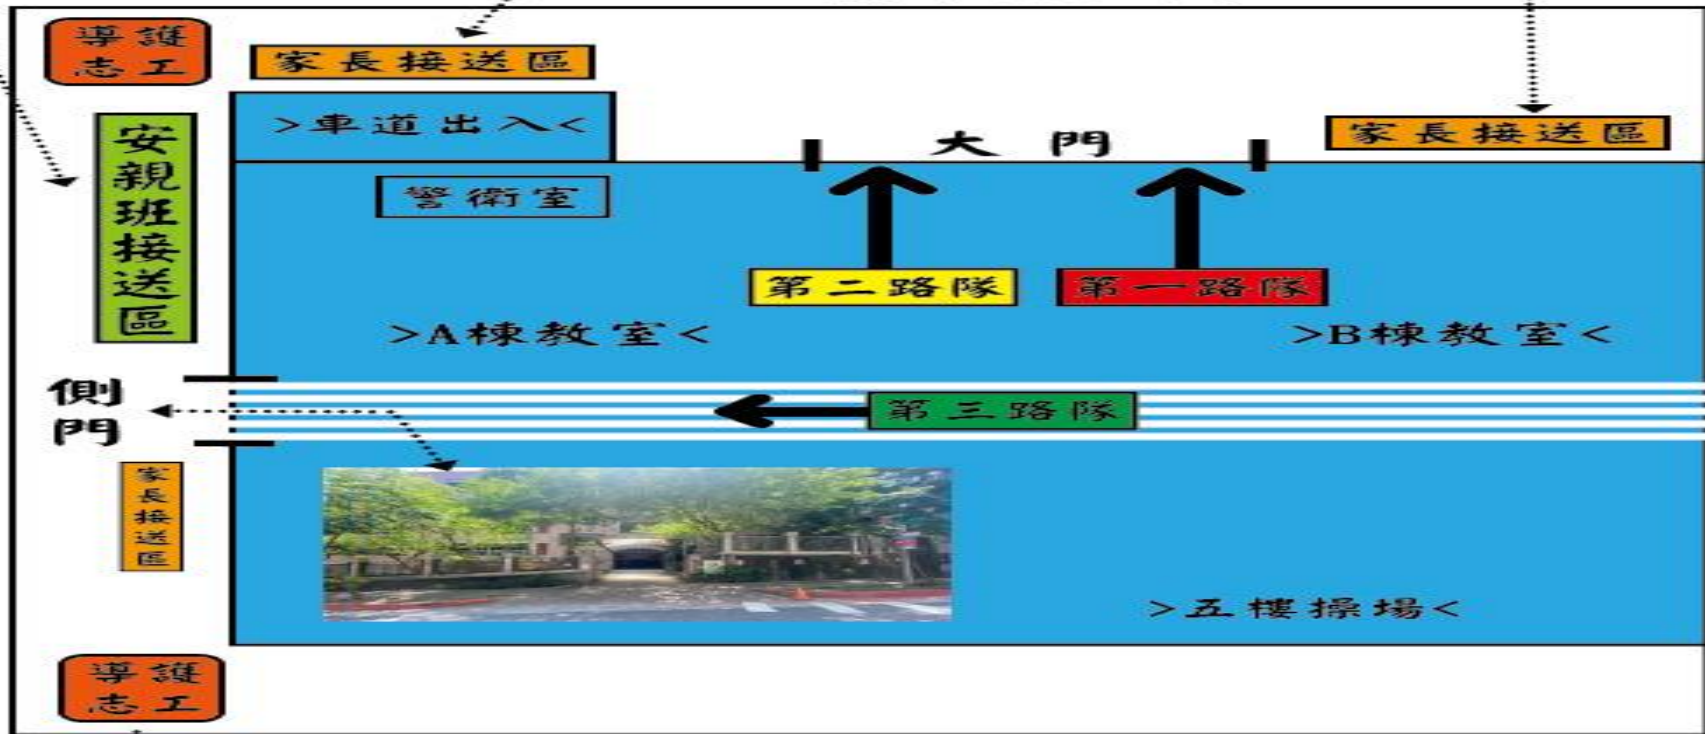 導護
志工
家長接送區
>車道出入<
大 門
家長接送區
安親班接送區
警衛室
第二路隊
第一路隊
>A棟教室<
>B棟教室<
側門
第三路隊
家長接送區
>五樓操場<
導護
志工